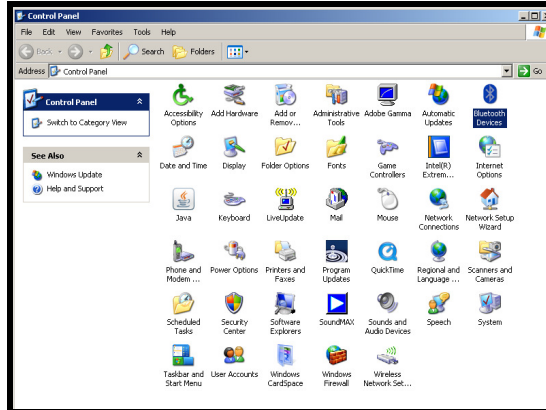 Control Panel
File Edit View Favorites Tools Help
Back Search Folders
Address Control Panel Go
Control Panel
Switch to Category View
See Also
Windows Update
Help and Support
Accessibility Options
Add Hardware
Add or Remov...
Administrative Tools
Adobe Gamma
Automatic Updates
Bluetooth Devices
Date and Time
Display
Folder Options
Fonts
Game Controllers
Intel(R) Extrem...
Internet Options
Java
Keyboard
LiveUpdate
Mail
Mouse
Network Connections
Network Setup Wizard
Phone and Modem ...
Power Options
Printers and Faxes
Program Updates
QuickTime
Regional and Language ...
Scanners and Cameras
Scheduled Tasks
Security Center
Software Explorers
SoundMAX
Sounds and Audio Devices
Speech
System
Taskbar and Start Menu
User Accounts
Windows CardSpace
Windows Firewall
Wireless Network Set...